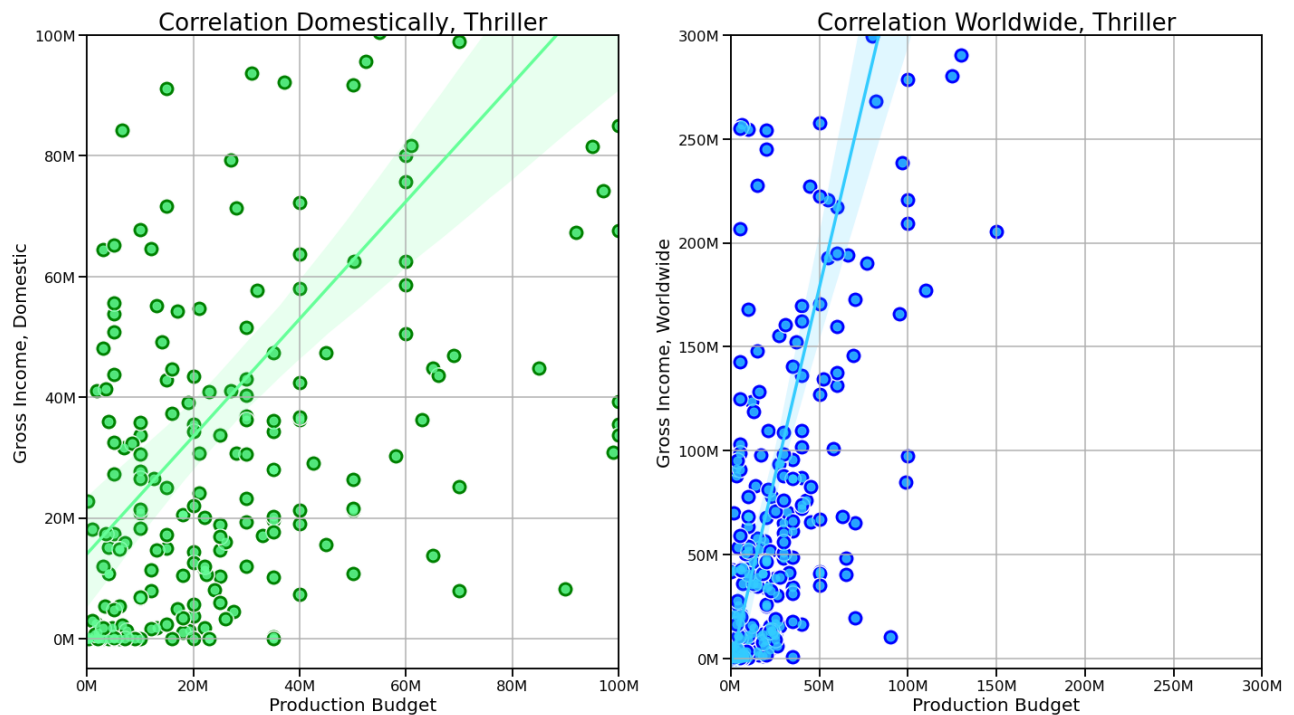 Correlation Domestically, Thriller
100M
80M
60M
40M
20M
0M
Gross Income, Domestic
0M 20M 40M 60M 80M 100M
Production Budget
Correlation Worldwide, Thriller
300M
250M
200M
150M
100M
50M
0M
Gross Income, Worldwide
0M 50M 100M 150M 200M 250M 300M
Production Budget